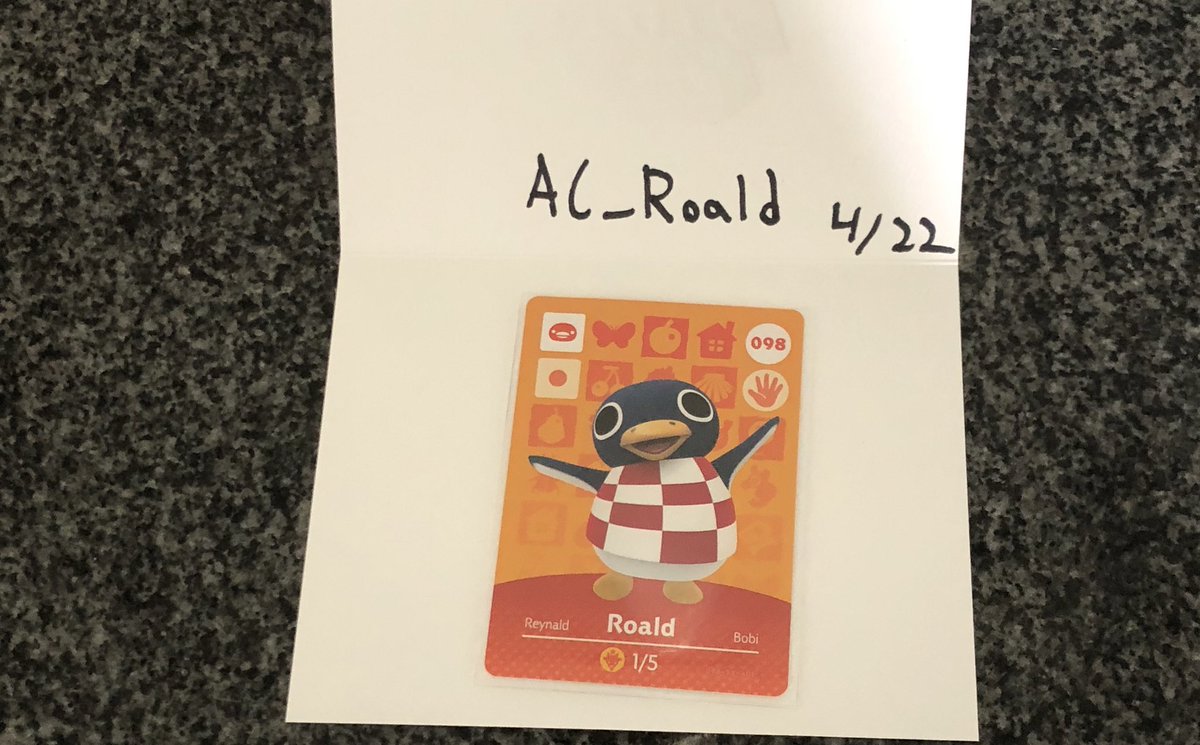 AC_Roald 4/22
098
Reynald Roald Bobi
1/5